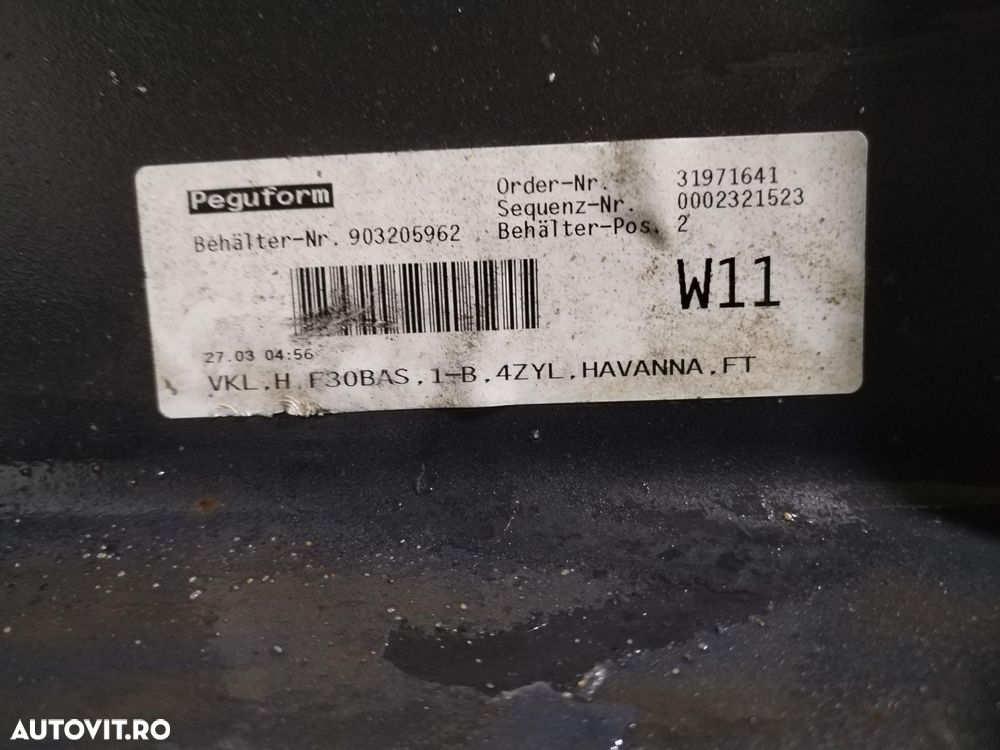 Peguform
Order-Nr. 31971641
Sequenz-Nr. 0002321523
Behälter-Nr. 903205962 Behälter-Pos. 2
W11
27.03 04:56
VKL,H,F30BAS,1-B,4ZYL,HAVANNA,FT
AUTOVIT.RO